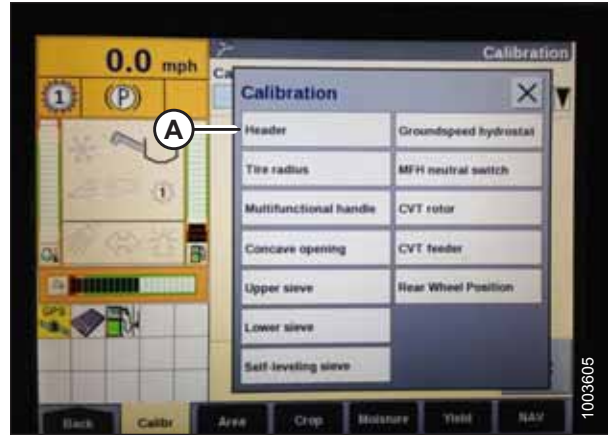 0.0 mph
Calibration
Ca
1
(P)
Calibration
A
Header
Groundspeed hydrostat
Tire radius
MFH neutral switch
Multifunctional handle
CVT rotor
Concave opening
CVT feeder
Upper sieve
Rear Wheel Position
Lower sieve
Self-leveling sieve
1
GPS
Back
Calibr
Area
Crop
Moisture
Yield
NAV
1003605